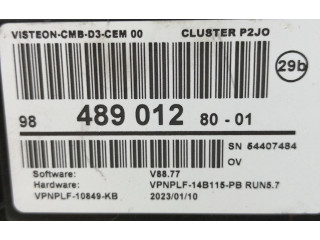 VISTEON-CMB-D3-CEM 00 CLUSTER P2JO
29b
98 489 012 80 - 01
SN 54407484
OV
Software: V88.77
Hardware: VPNPLF-14B115-PB RUN5.7
VPNPLF-10849-KB 2023/01/10